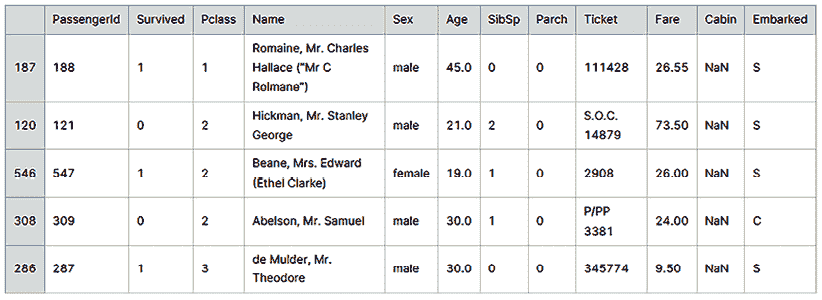 PassengerId Survived Pclass Name Sex Age SibSp Parch Ticket Fare Cabin Embarked
187 188 1 1 Romaine, Mr. Charles Hallace ("Mr C Rolmane") male 45.0 0 0 111428 26.55 NaN S
120 121 0 2 Hickman, Mr. Stanley George male 21.0 2 0 S.O.C. 14879 73.50 NaN S
546 547 1 2 Beane, Mrs. Edward (Ethel Clarke) female 19.0 1 0 2908 26.00 NaN S
308 309 0 2 Abelson, Mr. Samuel male 30.0 1 0 P/PP 3381 24.00 NaN C
286 287 1 3 de Mulder, Mr. Theodore male 30.0 0 0 345774 9.50 NaN S